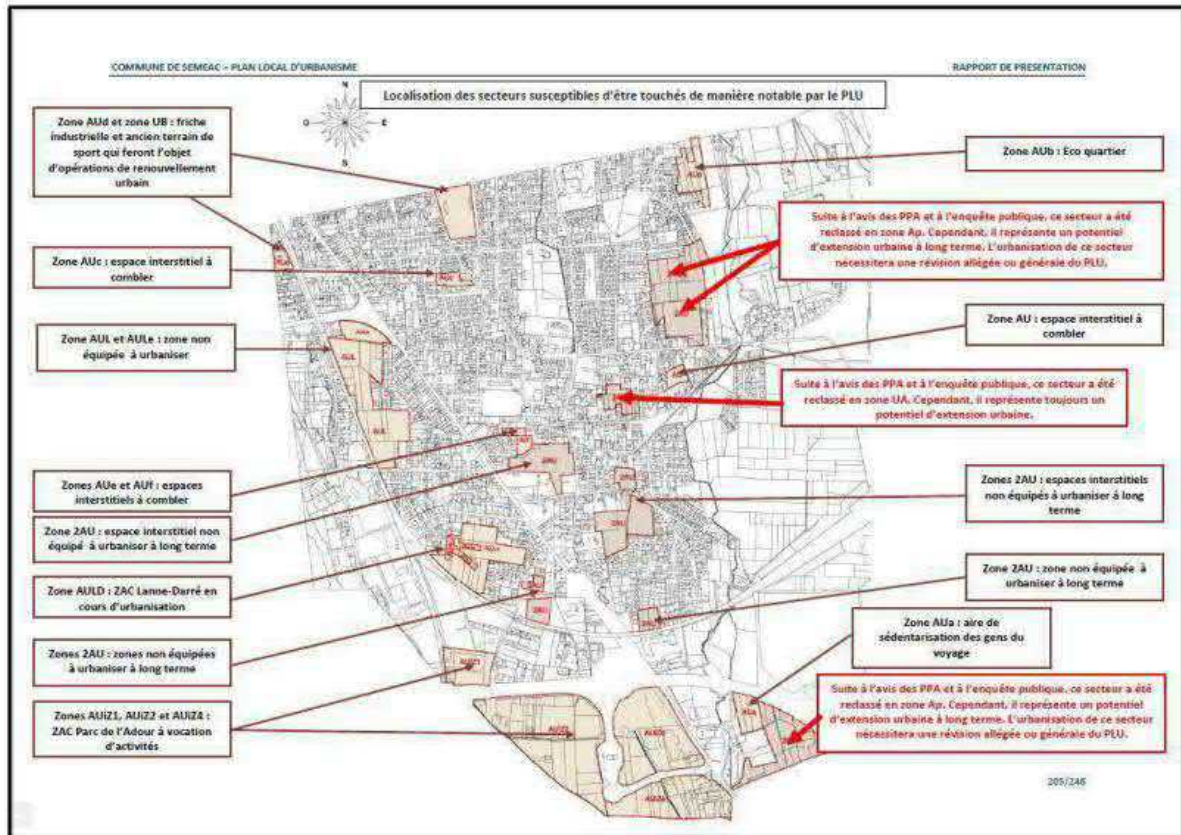 COMMUNE DE SEMEAC – PLAN LOCAL D'URBANISME
RAPPORT DE PRESENTATION
Localisation des secteurs susceptibles d'être touchés de manière notable par le PLU
N
O
E
S
Zone AUd et zone UB : friche
industrielle et ancien terrain de
sport qui feront l'objet
d'opérations de renouvellement
urbain
Zone AUc : espace interstitiel à
combler
Zone AUL et AULe : zone non
équipée à urbaniser
Zones AUe et AUf : espaces
interstitiels à combler
Zone 2AU : espace interstitiel non
équipé à urbaniser à long terme
Zone AULD : ZAC Lanne-Darré en
cours d'urbanisation
Zones 2AU : zones non équipées
à urbaniser à long terme
Zones AUiZ1, AUiZ2 et AUiZ4 :
ZAC Parc de l'Adour à vocation
d'activités
Zone AUb : Eco quartier
Suite à l'avis des PPA et à l'enquête publique, ce secteur a été
reclassé en zone Ap. Cependant, il représente un potentiel
d'extension urbaine à long terme. L'urbanisation de ce secteur
nécessitera une révision allégée ou générale du PLU.
Zone AU : espace interstitiel à
combler
Suite à l'avis des PPA et à l'enquête publique, ce secteur a été
reclassé en zone UA. Cependant, il représente toujours un
potentiel d'extension urbaine.
Zones 2AU : espaces interstitiels
non équipés à urbaniser à long
terme
Zone 2AU : zone non équipée à
urbaniser à long terme
Zone AUa : aire de
sédentarisation des gens du
voyage
Suite à l'avis des PPA et à l'enquête publique, ce secteur a été
reclassé en zone Ap. Cependant, il représente un potentiel
d'extension urbaine à long terme. L'urbanisation de ce secteur
nécessitera une révision allégée ou générale du PLU.
AUL
AUL
2AU
2AU
AUa
205/246